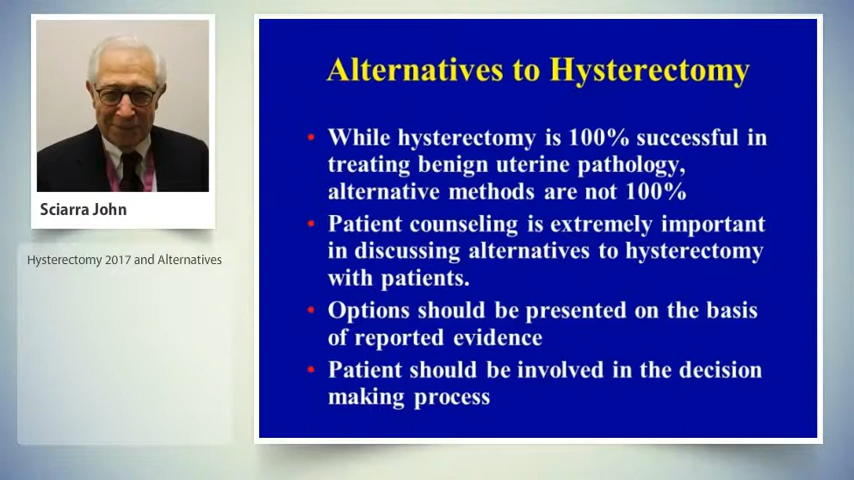 Sciarra John
Hysterectomy 2017 and Alternatives
Alternatives to Hysterectomy
• While hysterectomy is 100% successful in
treating benign uterine pathology,
alternative methods are not 100%
• Patient counseling is extremely important
in discussing alternatives to hysterectomy
with patients.
• Options should be presented on the basis
of reported evidence
• Patient should be involved in the decision
making process